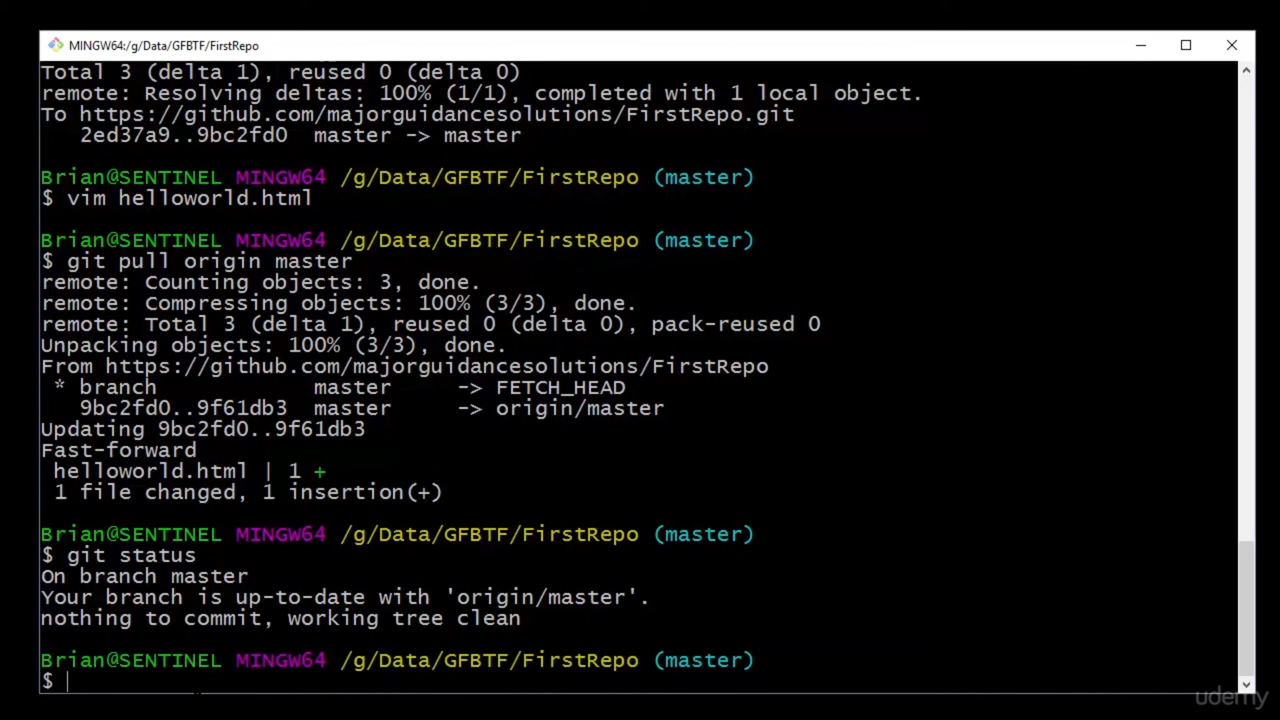 MINGW64:/g/Data/GFBTF/FirstRepo
Total 3 (delta 1), reused 0 (delta 0)
remote: Resolving deltas: 100% (1/1), completed with 1 local object.
To https://github.com/majorguidancesolutions/FirstRepo.git
   2ed37a9..9bc2fd0  master -> master
Brian@SENTINEL MINGW64 /g/Data/GFBTF/FirstRepo (master)
$ vim helloworld.html
Brian@SENTINEL MINGW64 /g/Data/GFBTF/FirstRepo (master)
$ git pull origin master
remote: Counting objects: 3, done.
remote: Compressing objects: 100% (3/3), done.
remote: Total 3 (delta 1), reused 0 (delta 0), pack-reused 0
Unpacking objects: 100% (3/3), done.
From https://github.com/majorguidancesolutions/FirstRepo
 * branch            master     -> FETCH_HEAD
   9bc2fd0..9f61db3  master     -> origin/master
Updating 9bc2fd0..9f61db3
Fast-forward
 helloworld.html | 1 +
 1 file changed, 1 insertion(+)
Brian@SENTINEL MINGW64 /g/Data/GFBTF/FirstRepo (master)
$ git status
On branch master
Your branch is up-to-date with 'origin/master'.
nothing to commit, working tree clean
Brian@SENTINEL MINGW64 /g/Data/GFBTF/FirstRepo (master)
$
udemy